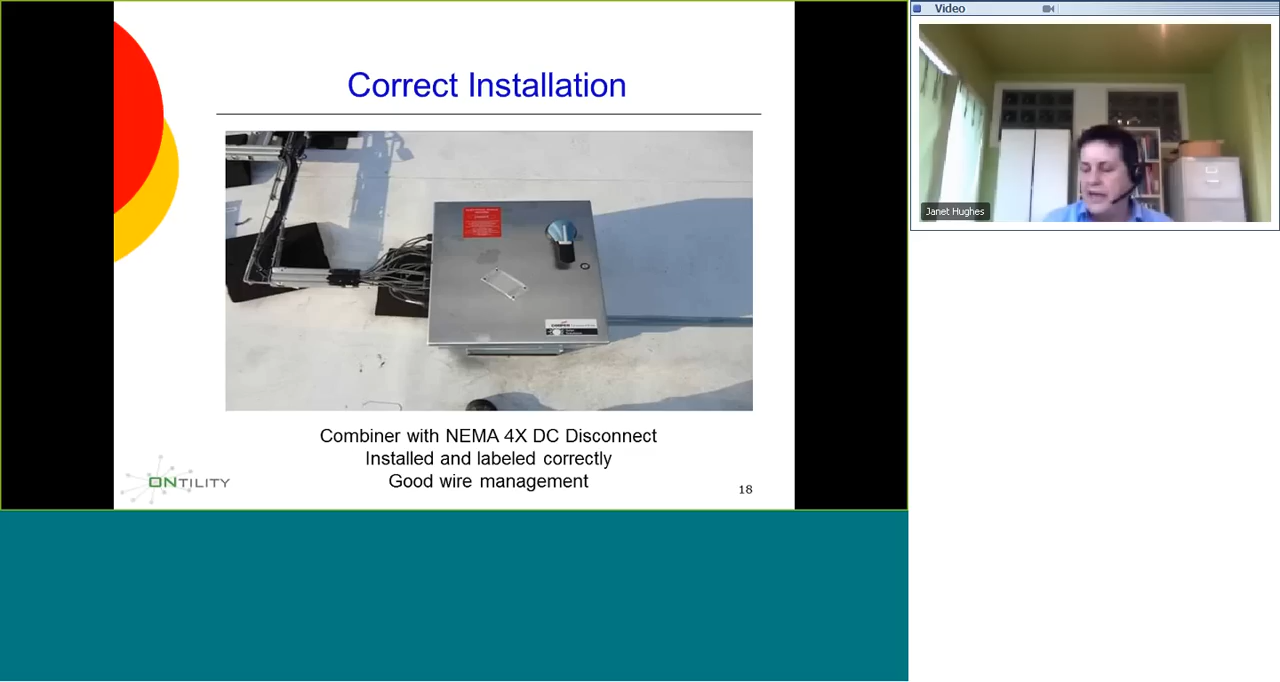 Correct Installation
Combiner with NEMA 4X DC Disconnect
Installed and labeled correctly
Good wire management
ONTILITY
18
Video
Janet Hughes